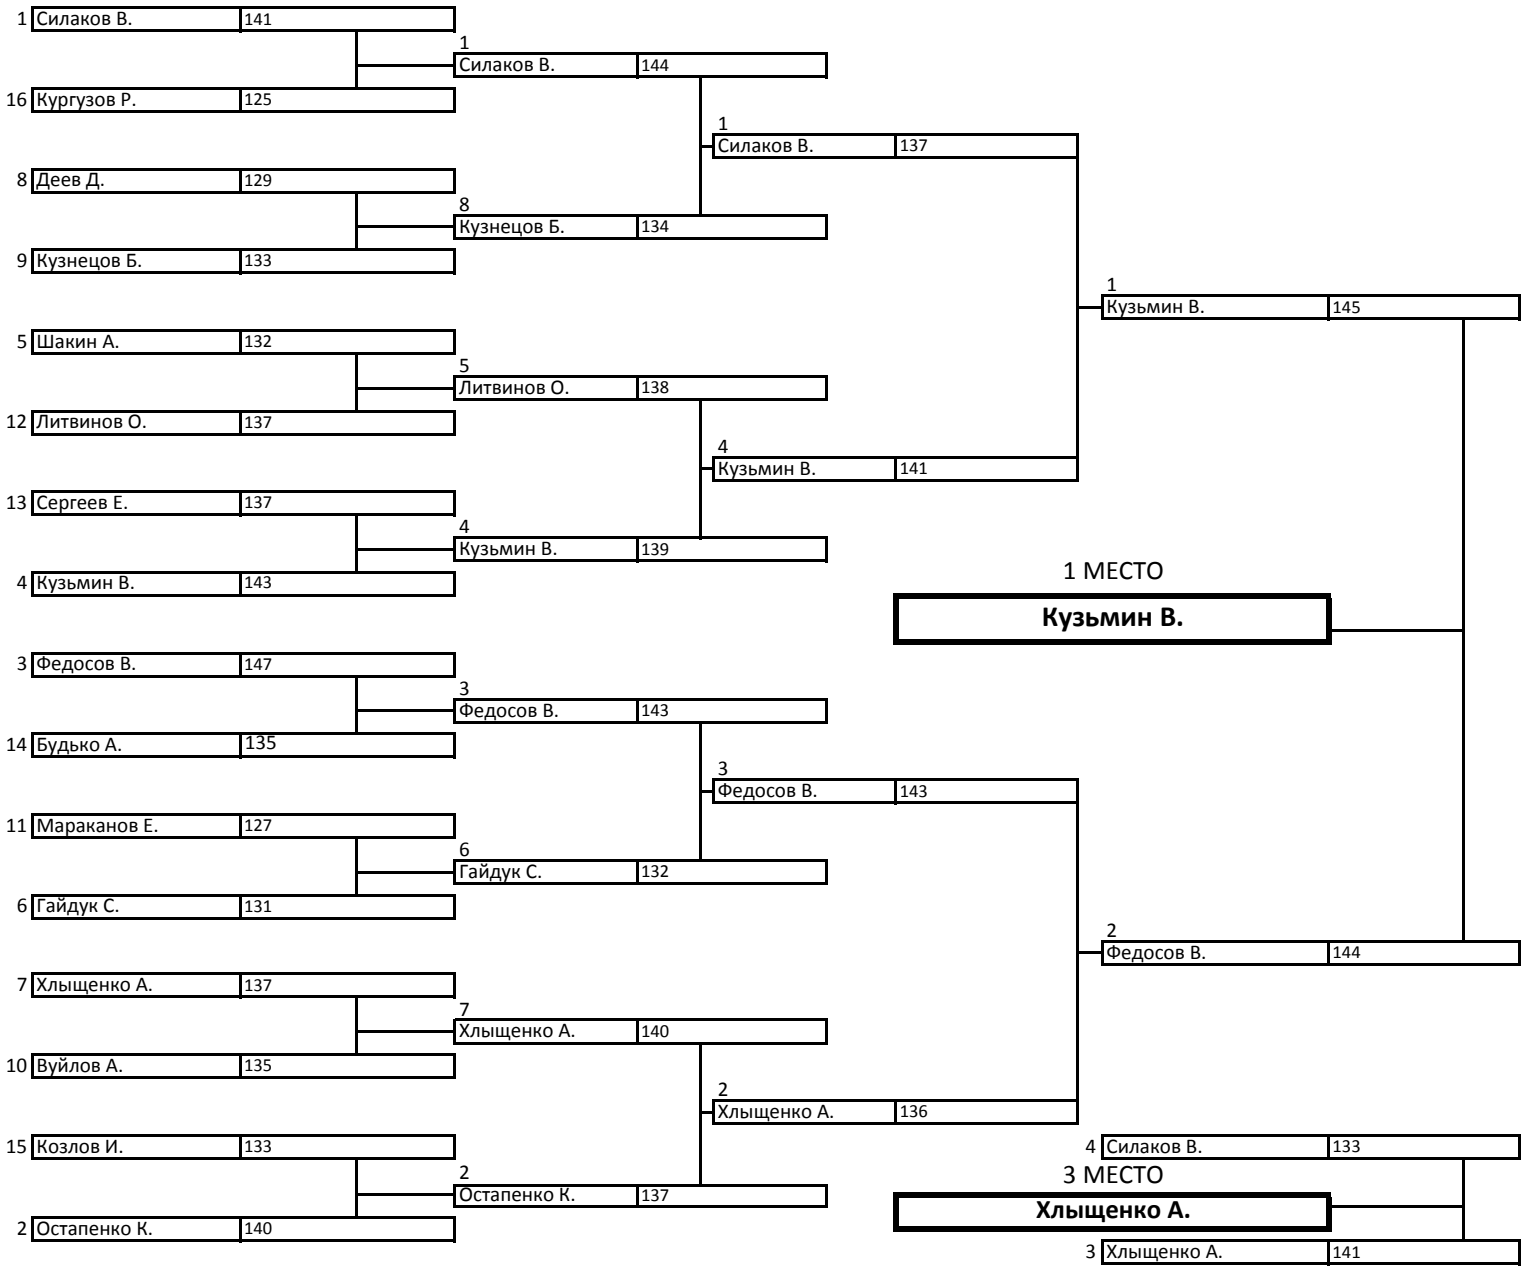 1 Силаков В. 141
1
Силаков В. 144
16 Кургузов Р. 125
1
Силаков В. 137
8 Деев Д. 129
8
Кузнецов Б. 134
9 Кузнецов Б. 133
1
Кузьмин В. 145
5 Шакин А. 132
5
Литвинов О. 138
12 Литвинов О. 137
4
Кузьмин В. 141
13 Сергеев Е. 137
4
Кузьмин В. 139
4 Кузьмин В. 143
1 МЕСТО
Кузьмин В.
3 Федосов В. 147
3
Федосов В. 143
14 Будько А. 135
3
Федосов В. 143
11 Мараканов Е. 127
6
Гайдук С. 132
6 Гайдук С. 131
2
Федосов В. 144
7 Хлыщенко А. 137
7
Хлыщенко А. 140
10 Вуйлов А. 135
2
Хлыщенко А. 136
15 Козлов И. 133
4 Силаков В. 133
2
3 МЕСТО
Остапенко К. 137
Хлыщенко А.
2 Остапенко К. 140
3 Хлыщенко А. 141